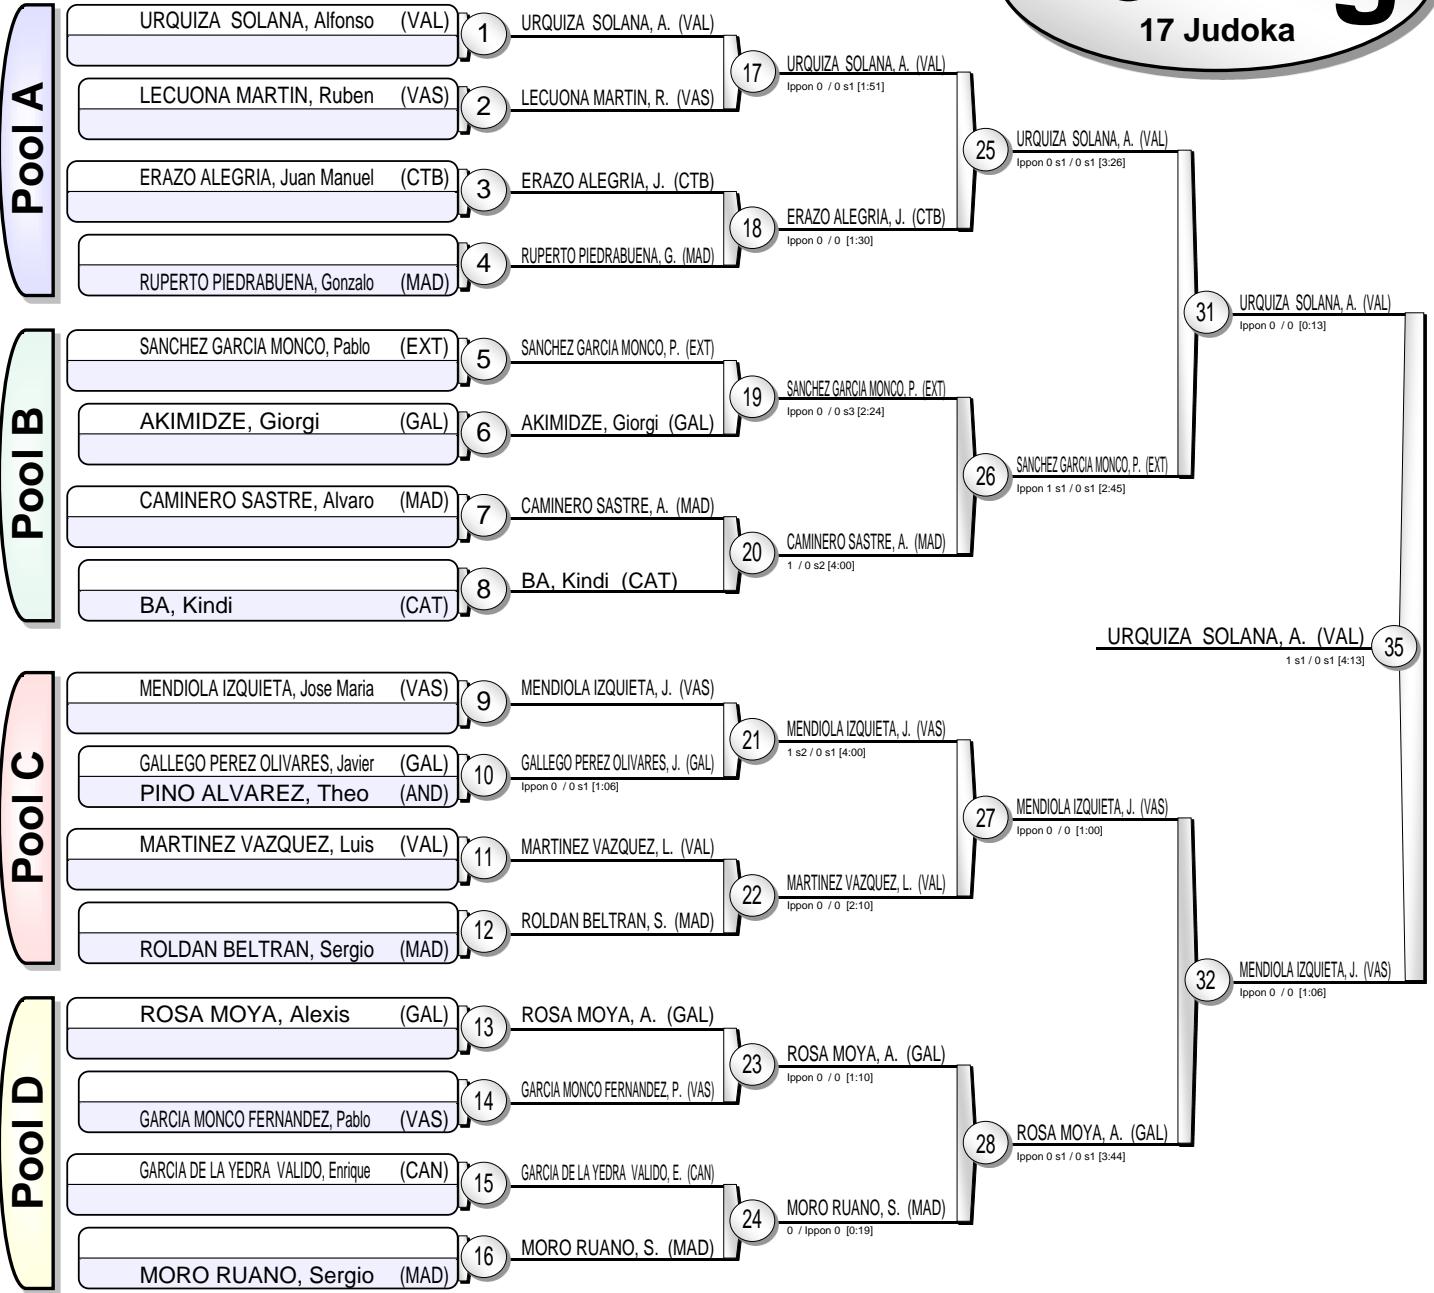 17 Judoka
Pool A
URQUIZA SOLANA, Alfonso (VAL)
1
LECUONA MARTIN, Ruben (VAS)
2
ERAZO ALEGRIA, Juan Manuel (CTB)
3
4
RUPERTO PIEDRABUENA, Gonzalo (MAD)
Pool B
SANCHEZ GARCIA MONCO, Pablo (EXT)
5
AKIMIDZE, Giorgi (GAL)
6
CAMINERO SASTRE, Alvaro (MAD)
7
8
BA, Kindi (CAT)
Pool C
MENDIOLA IZQUIETA, Jose Maria (VAS)
9
GALLEGO PEREZ OLIVARES, Javier (GAL)
10
PINO ALVAREZ, Theo (AND)
MARTINEZ VAZQUEZ, Luis (VAL)
11
12
ROLDAN BELTRAN, Sergio (MAD)
Pool D
ROSA MOYA, Alexis (GAL)
13
14
GARCIA MONCO FERNANDEZ, Pablo (VAS)
GARCIA DE LA YEDRA VALIDO, Enrique (CAN)
15
16
MORO RUANO, Sergio (MAD)
URQUIZA SOLANA, A. (VAL)
17
LECUONA MARTIN, R. (VAS)
ERAZO ALEGRIA, J. (CTB)
18
RUPERTO PIEDRABUENA, G. (MAD)
SANCHEZ GARCIA MONCO, P. (EXT)
19
AKIMIDZE, Giorgi (GAL)
CAMINERO SASTRE, A. (MAD)
20
BA, Kindi (CAT)
MENDIOLA IZQUIETA, J. (VAS)
21
GALLEGO PEREZ OLIVARES, J. (GAL)
Ippon 0 / 0 s1 [1:06]
MARTINEZ VAZQUEZ, L. (VAL)
22
ROLDAN BELTRAN, S. (MAD)
ROSA MOYA, A. (GAL)
23
GARCIA MONCO FERNANDEZ, P. (VAS)
GARCIA DE LA YEDRA VALIDO, E. (CAN)
24
MORO RUANO, S. (MAD)
URQUIZA SOLANA, A. (VAL)
Ippon 0 / 0 s1 [1:51]
25
ERAZO ALEGRIA, J. (CTB)
Ippon 0 / 0 [1:30]
SANCHEZ GARCIA MONCO, P. (EXT)
Ippon 0 / 0 s3 [2:24]
26
CAMINERO SASTRE, A. (MAD)
1 / 0 s2 [4:00]
MENDIOLA IZQUIETA, J. (VAS)
1 s2 / 0 s1 [4:00]
27
MARTINEZ VAZQUEZ, L. (VAL)
Ippon 0 / 0 [2:10]
ROSA MOYA, A. (GAL)
Ippon 0 / 0 [1:10]
28
MORO RUANO, S. (MAD)
0 / Ippon 0 [0:19]
URQUIZA SOLANA, A. (VAL)
Ippon 0 s1 / 0 s1 [3:26]
31
SANCHEZ GARCIA MONCO, P. (EXT)
Ippon 1 s1 / 0 s1 [2:45]
MENDIOLA IZQUIETA, J. (VAS)
Ippon 0 / 0 [1:00]
32
ROSA MOYA, A. (GAL)
Ippon 0 s1 / 0 s1 [3:44]
URQUIZA SOLANA, A. (VAL)
Ippon 0 / 0 [0:13]
MENDIOLA IZQUIETA, J. (VAS)
Ippon 0 / 0 [1:06]
URQUIZA SOLANA, A. (VAL)
35
1 s1 / 0 s1 [4:13]